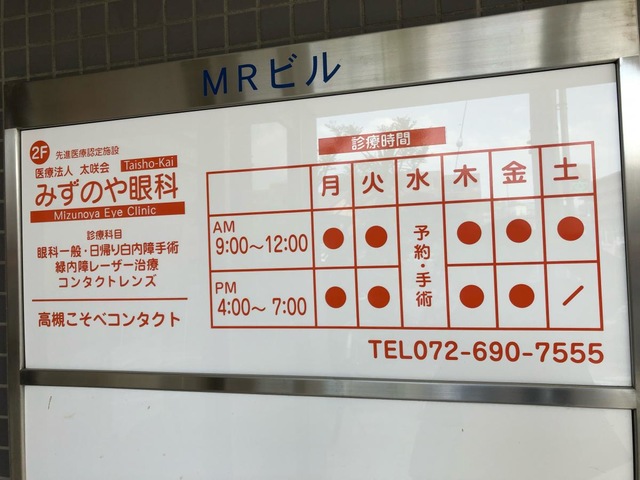 MRビル
2F 先進医療認定施設
医療法人 太咲会 Taisho-Kai
みずのや眼科
Mizunoya Eye Clinic
診療科目
眼科一般・日帰り白内障手術
緑内障レーザー治療
コンタクトレンズ
高槻こそべコンタクト
診療時間
月 火 水 木 金 土
AM
9:00～12:00 ● ● 予約・手術 ● ● ●
PM
4:00～7:00 ● ● ● ● /
TEL072-690-7555